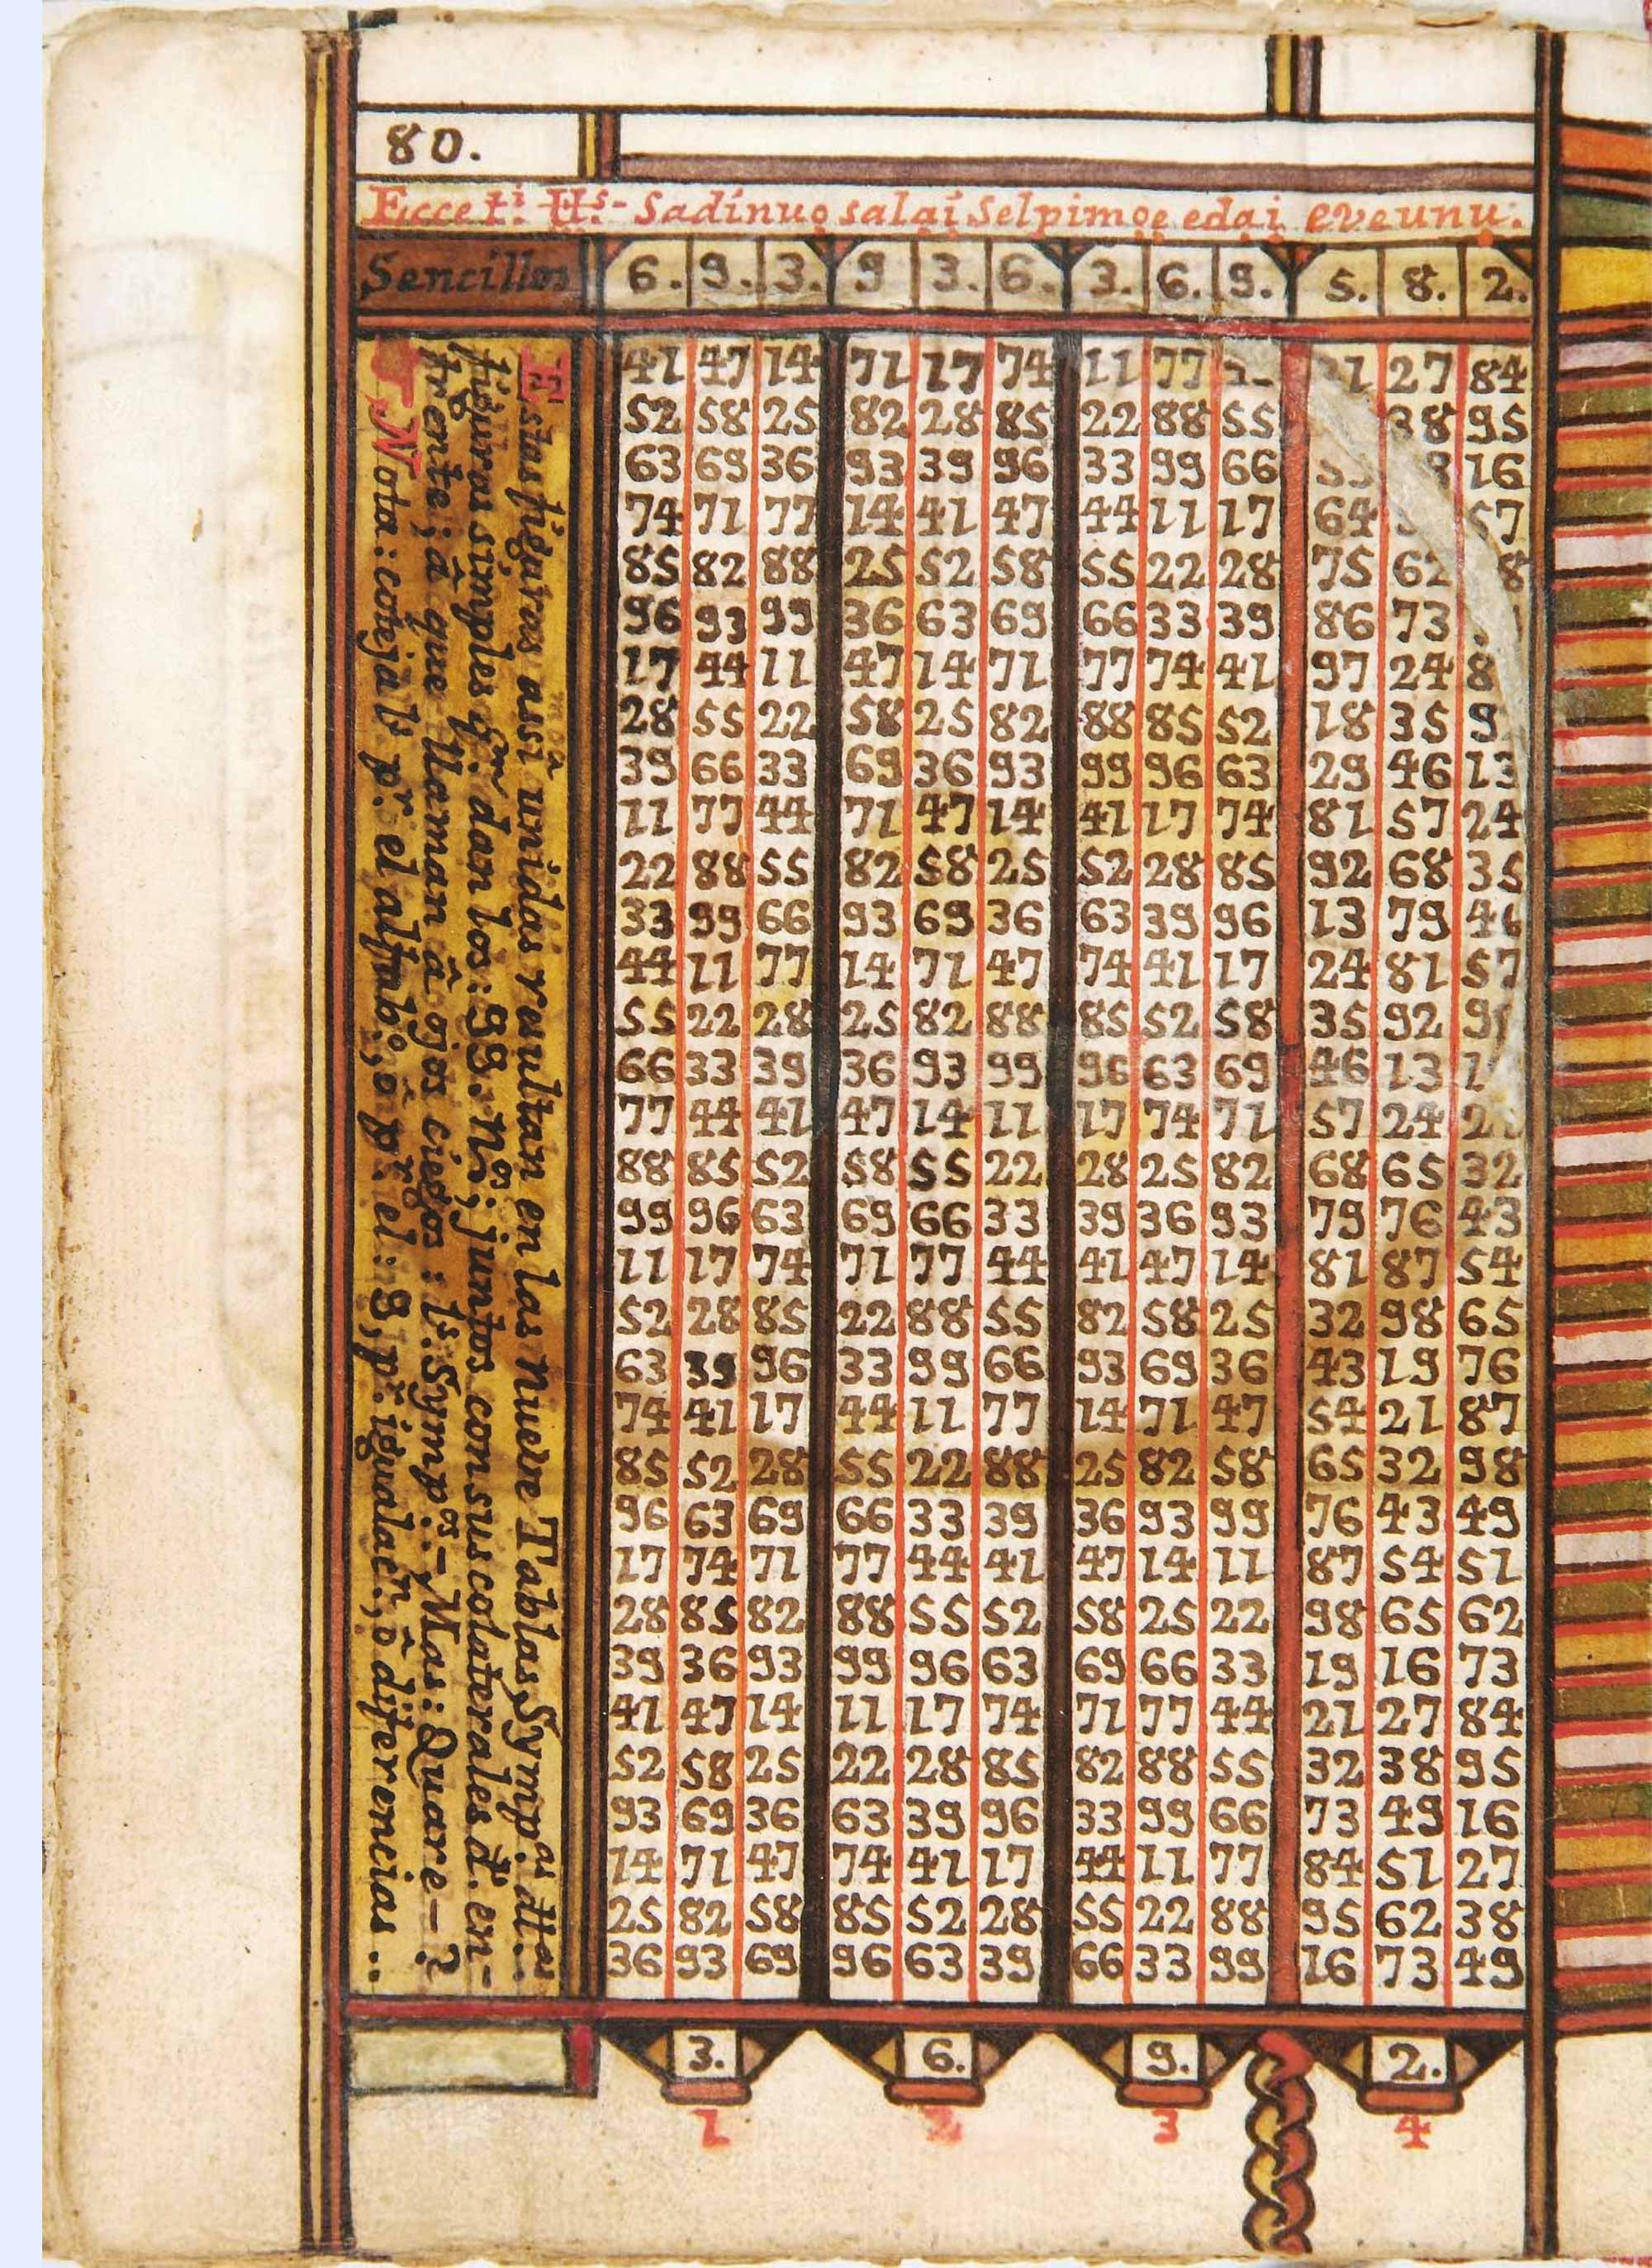 80.
Ecce t.i H.s- Sadinuo salai Selpimoe edai eveunu.
Sencillos 6. 9. 3. 9 3. 6. 3. 6. 9. 5. 8. 2.
Estas figuras assi unidas resultan en las nueve Tablas Symp.as dttas
figuras simples q.n dan los: 99. n.os; juntos con sus colaterales d. en-
frente; â que llaman â ojos ciegos: l.s Symp.os - Mas: Quare - ?
Nota: cotejal.s p.r el alfab.o, ô p.r el: 9, p.r igualac.n, ô diferencias..
41 47 14 71 17 74 11 77 27 84
52 58 25 82 28 85 22 88 55 38 95
63 69 36 93 39 96 33 99 66 16
74 71 77 14 41 47 44 11 17 64 57
85 82 88 25 52 58 55 22 28 75 62 8
96 93 99 36 63 69 66 33 39 86 73
17 44 11 47 14 71 77 74 41 97 24 8
28 55 22 58 25 82 88 85 52 18 35 9
39 66 33 69 36 93 99 96 63 29 46 13
11 77 44 71 47 14 41 17 74 81 57 24
22 88 55 82 58 25 52 28 85 92 68 35
33 99 66 93 69 36 63 39 96 13 79 46
44 11 77 14 71 47 74 41 17 24 81 57
55 22 28 25 82 88 85 52 58 35 92 9
66 33 39 36 93 99 96 63 69 46 13 1
77 44 41 47 14 11 17 74 71 57 24 2
88 85 52 58 55 22 28 25 82 68 65 32
99 96 63 69 66 33 39 36 93 79 76 43
11 17 74 71 77 44 41 47 14 81 87 54
52 28 85 22 88 55 82 58 25 32 98 65
63 39 96 33 99 66 93 69 36 43 19 76
74 41 17 44 11 77 14 71 47 54 21 87
85 52 28 55 22 88 25 82 58 65 32 98
96 63 69 66 33 39 36 93 99 76 43 49
17 74 71 77 44 41 47 14 11 87 54 51
28 85 82 88 55 52 58 25 22 98 65 62
39 36 93 99 96 63 69 66 33 19 16 73
41 47 14 11 17 74 71 77 44 21 27 84
52 58 25 22 28 85 82 88 55 32 38 95
93 69 36 63 39 96 33 99 66 73 49 16
14 71 47 74 41 17 44 11 77 84 51 27
25 82 58 85 52 28 55 22 88 95 62 38
36 93 69 96 63 39 66 33 99 16 73 49
3. 6. 9. 2.
1 2 3 4